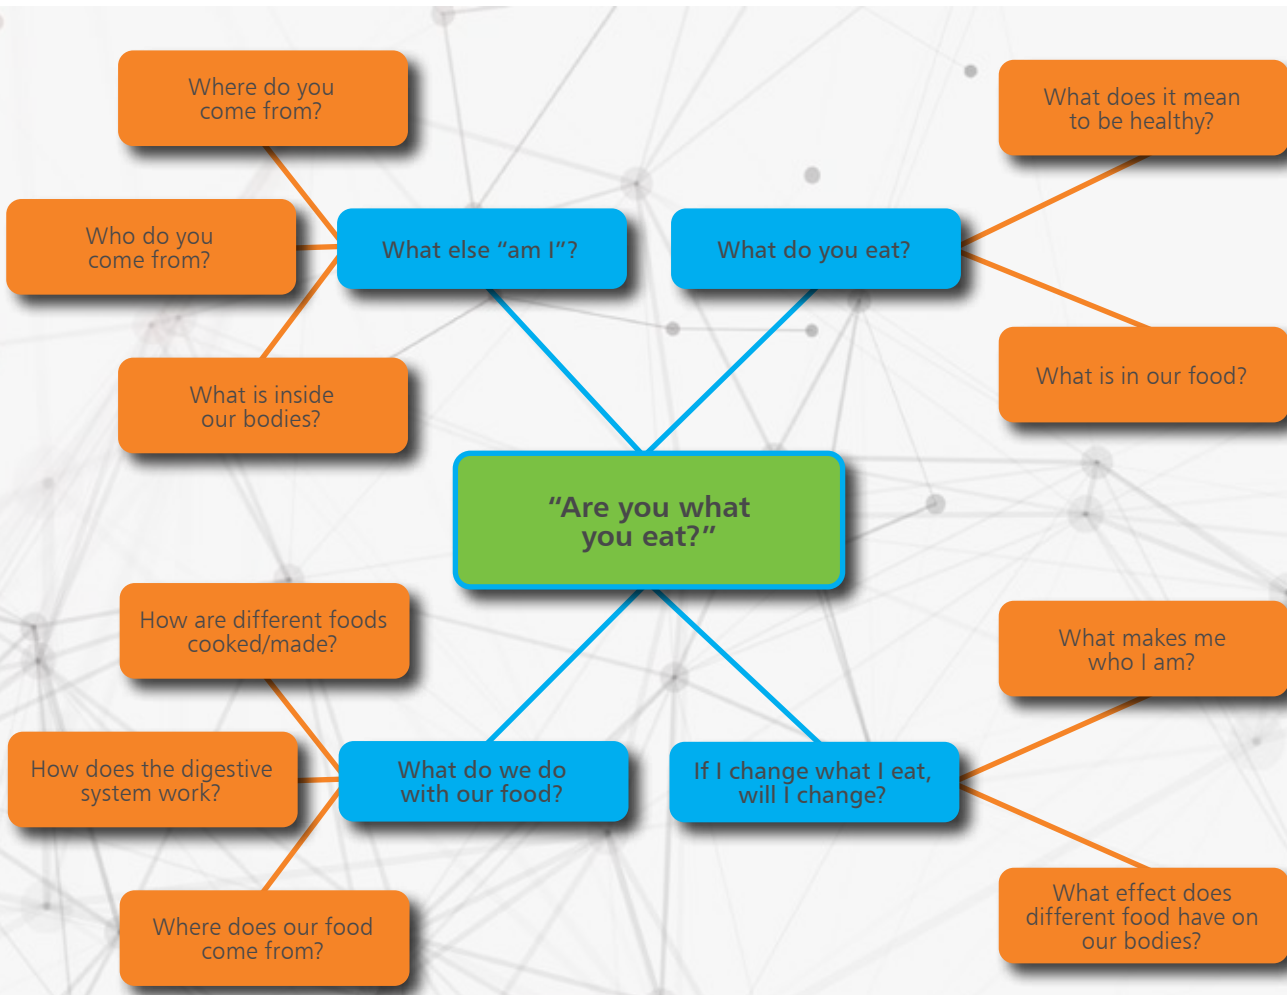 Where do you
come from?
What does it mean
to be healthy?
Who do you
come from?
What else “am I”?
What do you eat?
What is inside
our bodies?
What is in our food?
“Are you what
you eat?”
How are different foods
cooked/made?
What makes me
who I am?
How does the digestive
system work?
What do we do
with our food?
If I change what I eat,
will I change?
Where does our food
come from?
What effect does
different food have on
our bodies?